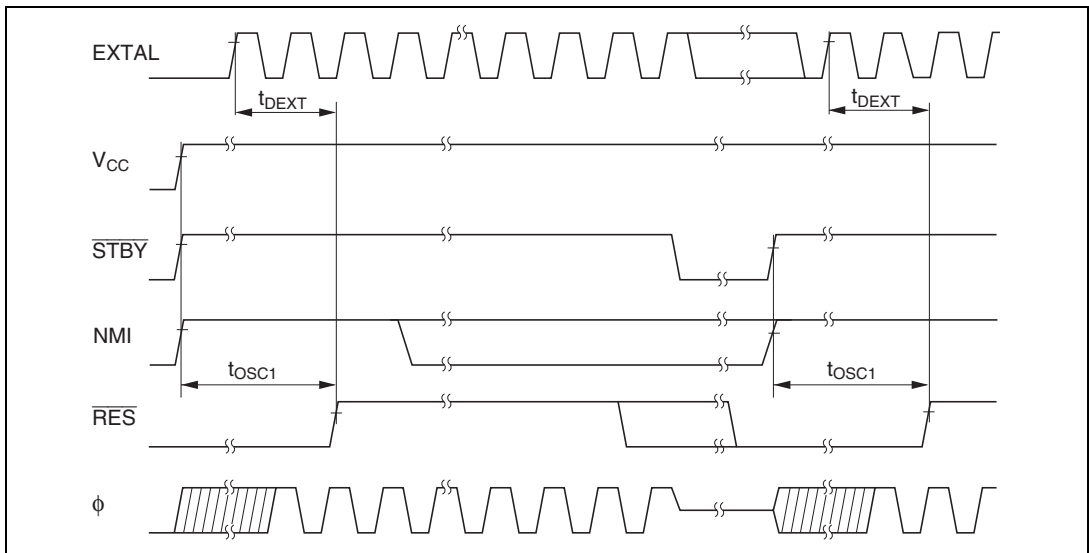 EXTAL
tDEXT
tDEXT
VCC
STBY
NMI
tOSC1
tOSC1
RES
ϕ